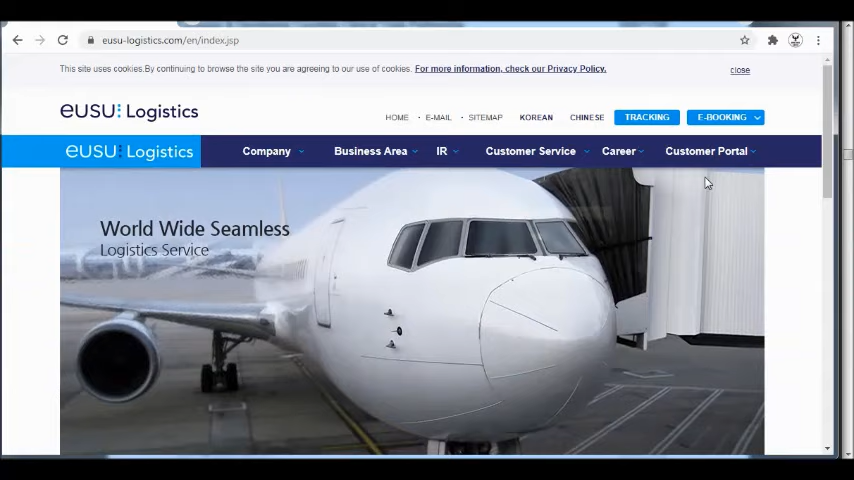 eusu-logistics.com/en/index.jsp
This site uses cookies.By continuing to browse the site you are agreeing to our use of cookies. For more information, check our Privacy Policy. close
eUSU Logistics HOME E-MAIL SITEMAP KOREAN CHINESE TRACKING E-BOOKING
eUSU Logistics Company Business Area IR Customer Service Career Customer Portal
World Wide Seamless
Logistics Service